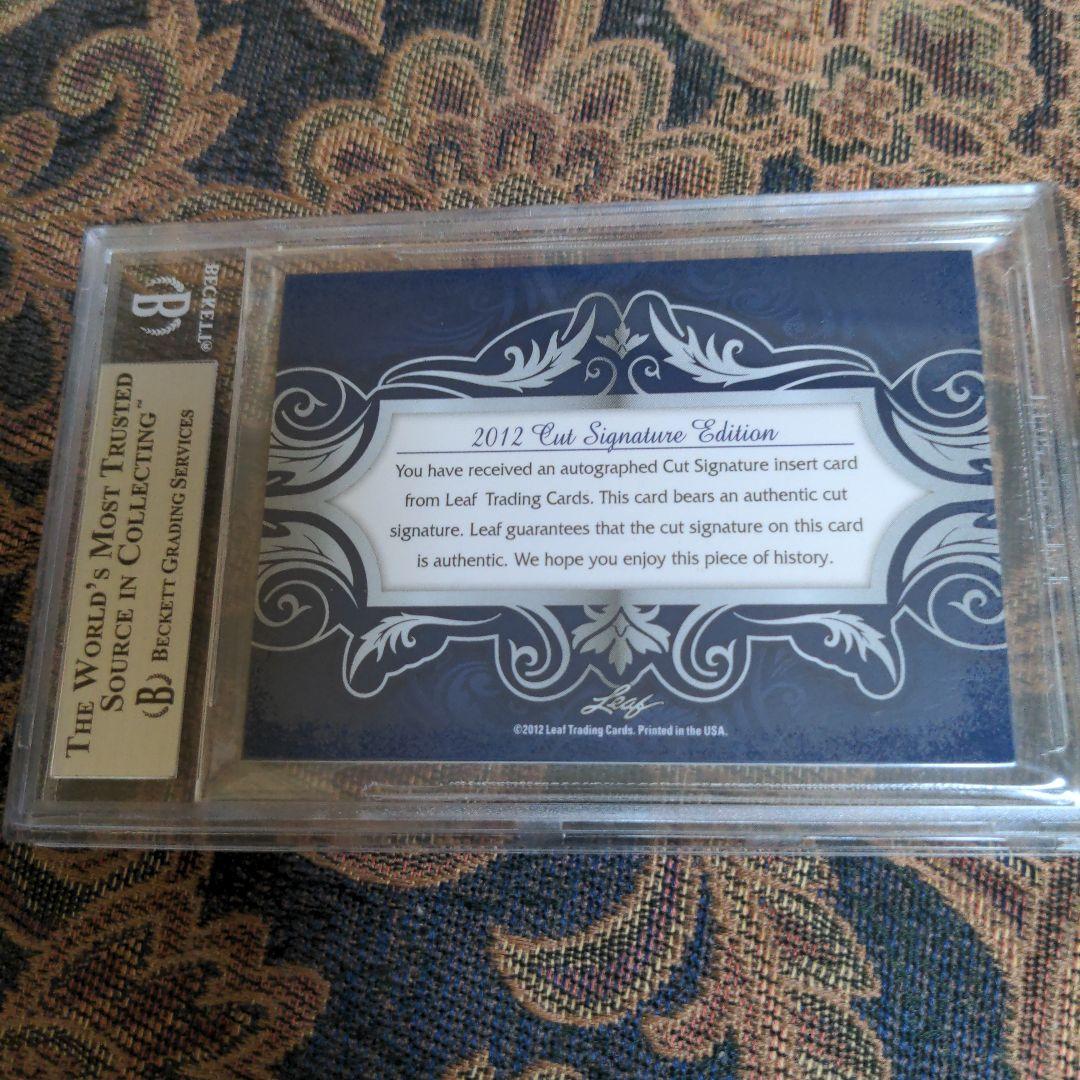 BECKETT®
B
THE WORLD'S MOST TRUSTED
SOURCE IN COLLECTING™
B BECKETT GRADING SERVICES
2012 Cut Signature Edition
You have received an autographed Cut Signature insert card
from Leaf Trading Cards. This card bears an authentic cut
signature. Leaf guarantees that the cut signature on this card
is authentic. We hope you enjoy this piece of history.
Leaf
©2012 Leaf Trading Cards. Printed in the USA.